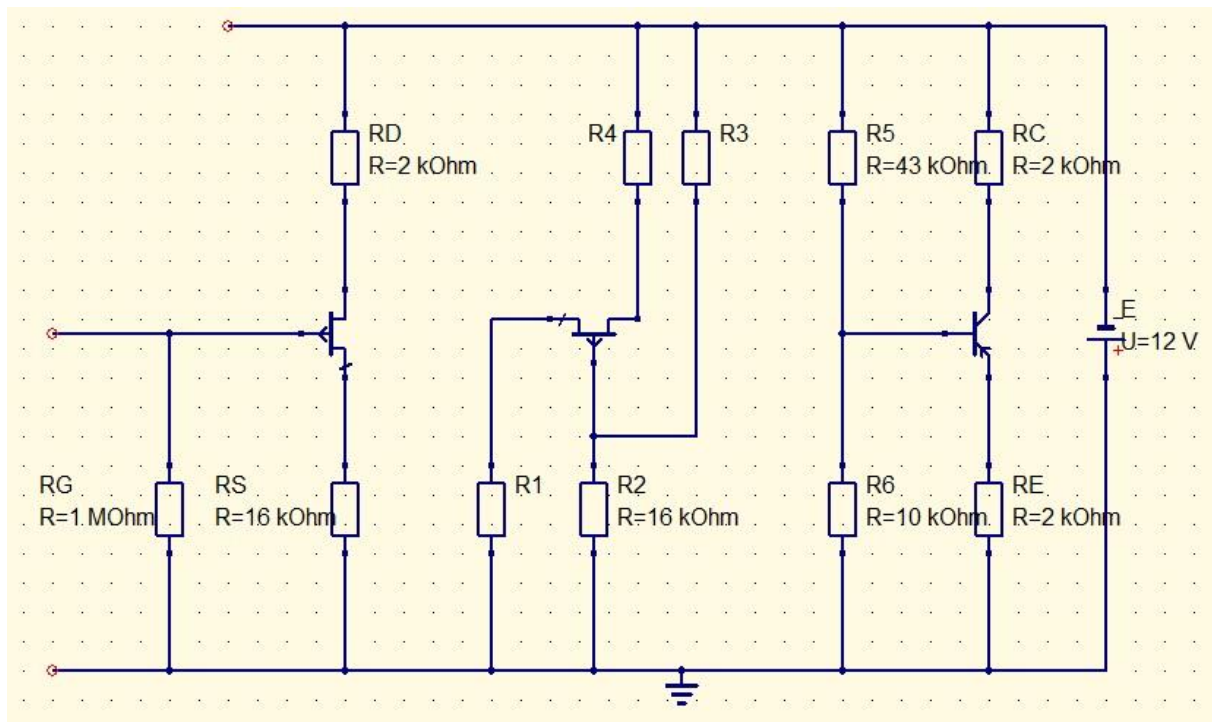 RD
R=2 kOhm
R4
R3
R5
R=43 kOhm
RC
R=2 kOhm
E
- 
+
U=12 V
RG
R=1 MOhm
RS
R=16 kOhm
R1
R2
R=16 kOhm
R6
R=10 kOhm
RE
R=2 kOhm